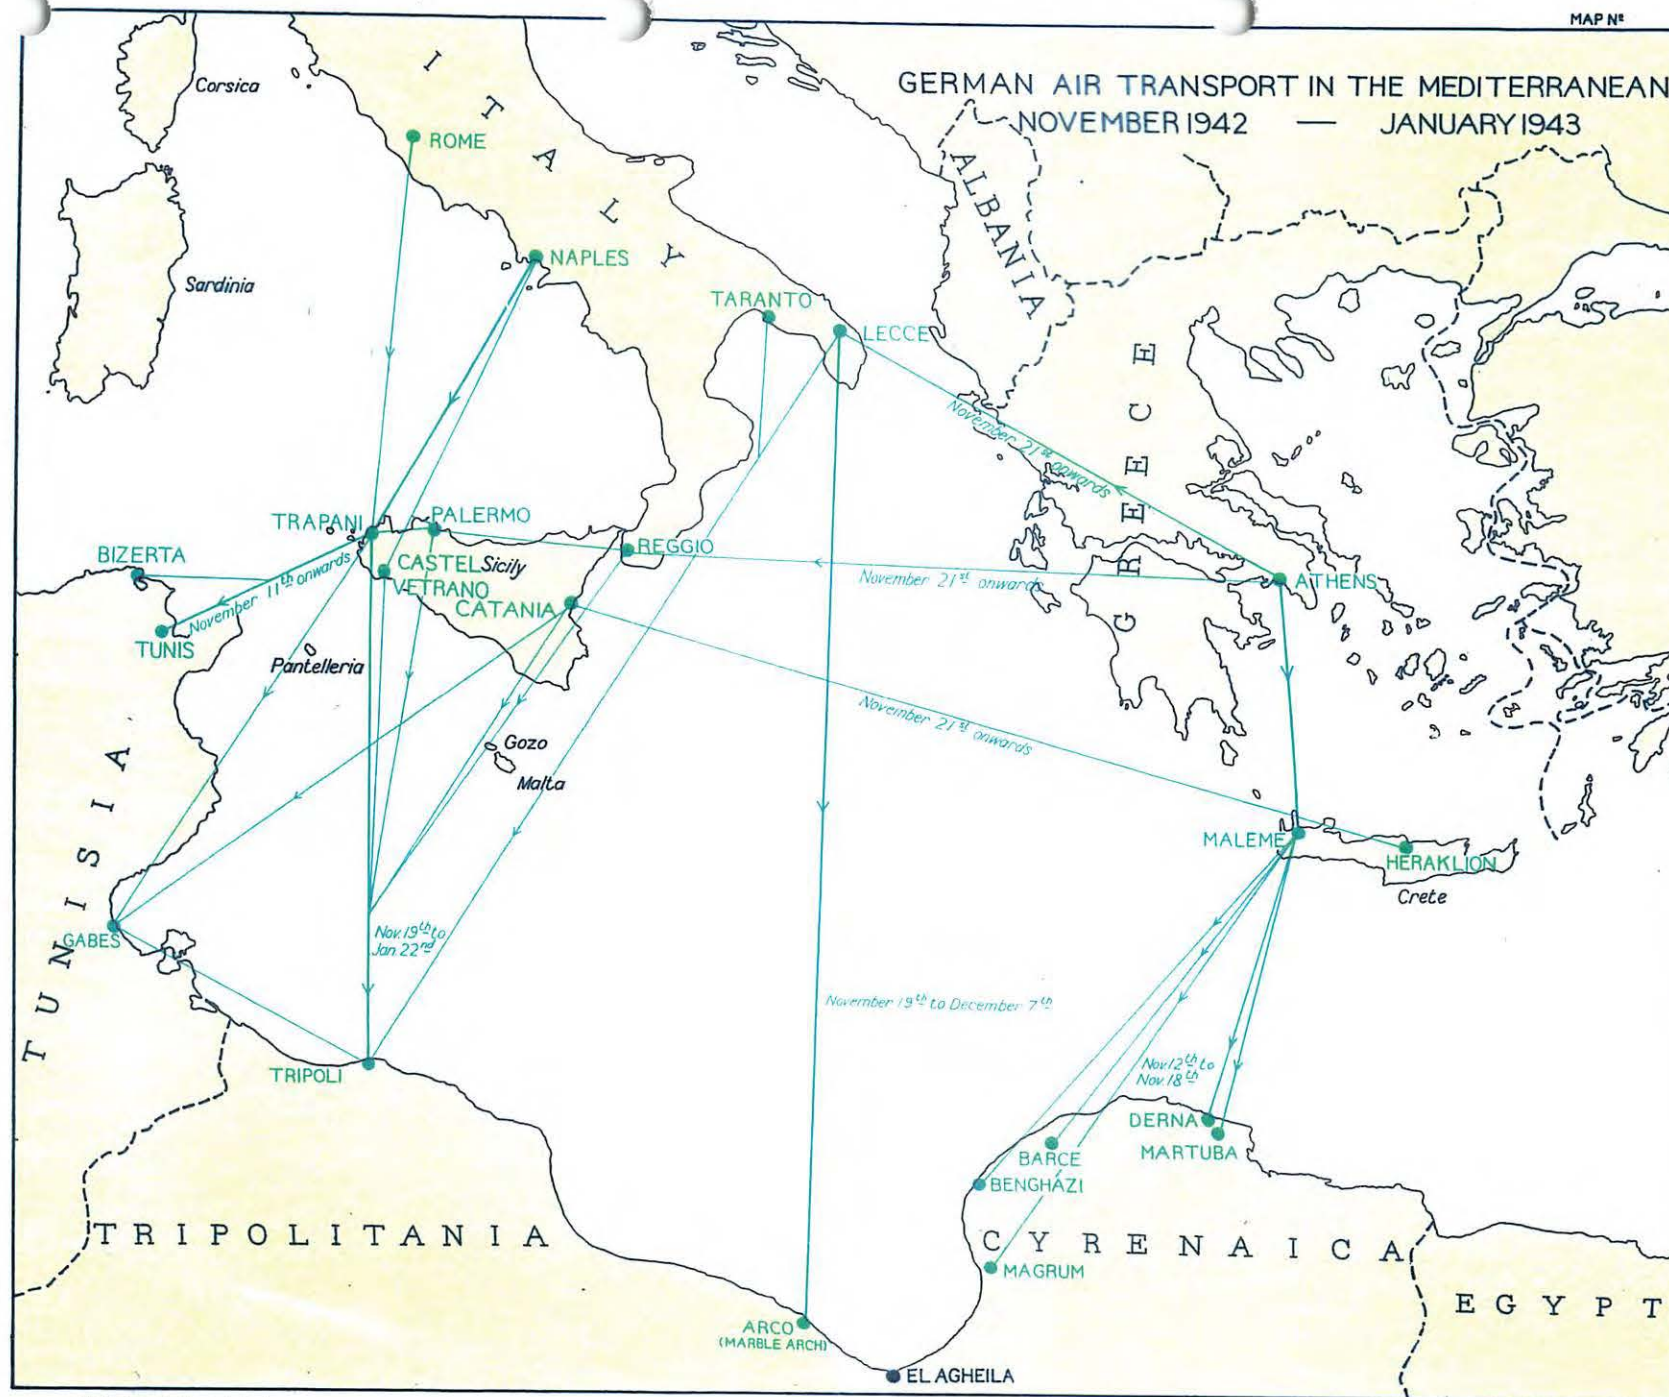 MAP Nº
GERMAN AIR TRANSPORT IN THE MEDITERRANEAN
NOVEMBER 1942 — JANUARY 1943
ITALY
Corsica
ROME
ALBANIA
Sardinia
NAPLES
TARANTO
LECCE
GREECE
November 21st onwards
TRAPANI
PALERMO
REGGIO
BIZERTA
CASTEL
VETRANO
Sicily
CATANIA
November 11th onwards
November 21st onwards
ATHENS
TUNIS
Pantelleria
November 21st onwards
Gozo
Malta
TUNISIA
MALEME
HERAKLION
Crete
GABES
Nov. 19th to
Jan. 22nd
November 19th to December 7th
TRIPOLI
Nov. 12th to
Nov. 18th
DERNA
MARTUBA
BARCE
BENGHÁZI
TRIPOLITANIA
CYRENAICA
MAGRUM
EGYPT
ARCO
(MARBLE ARCH)
EL AGHEILA